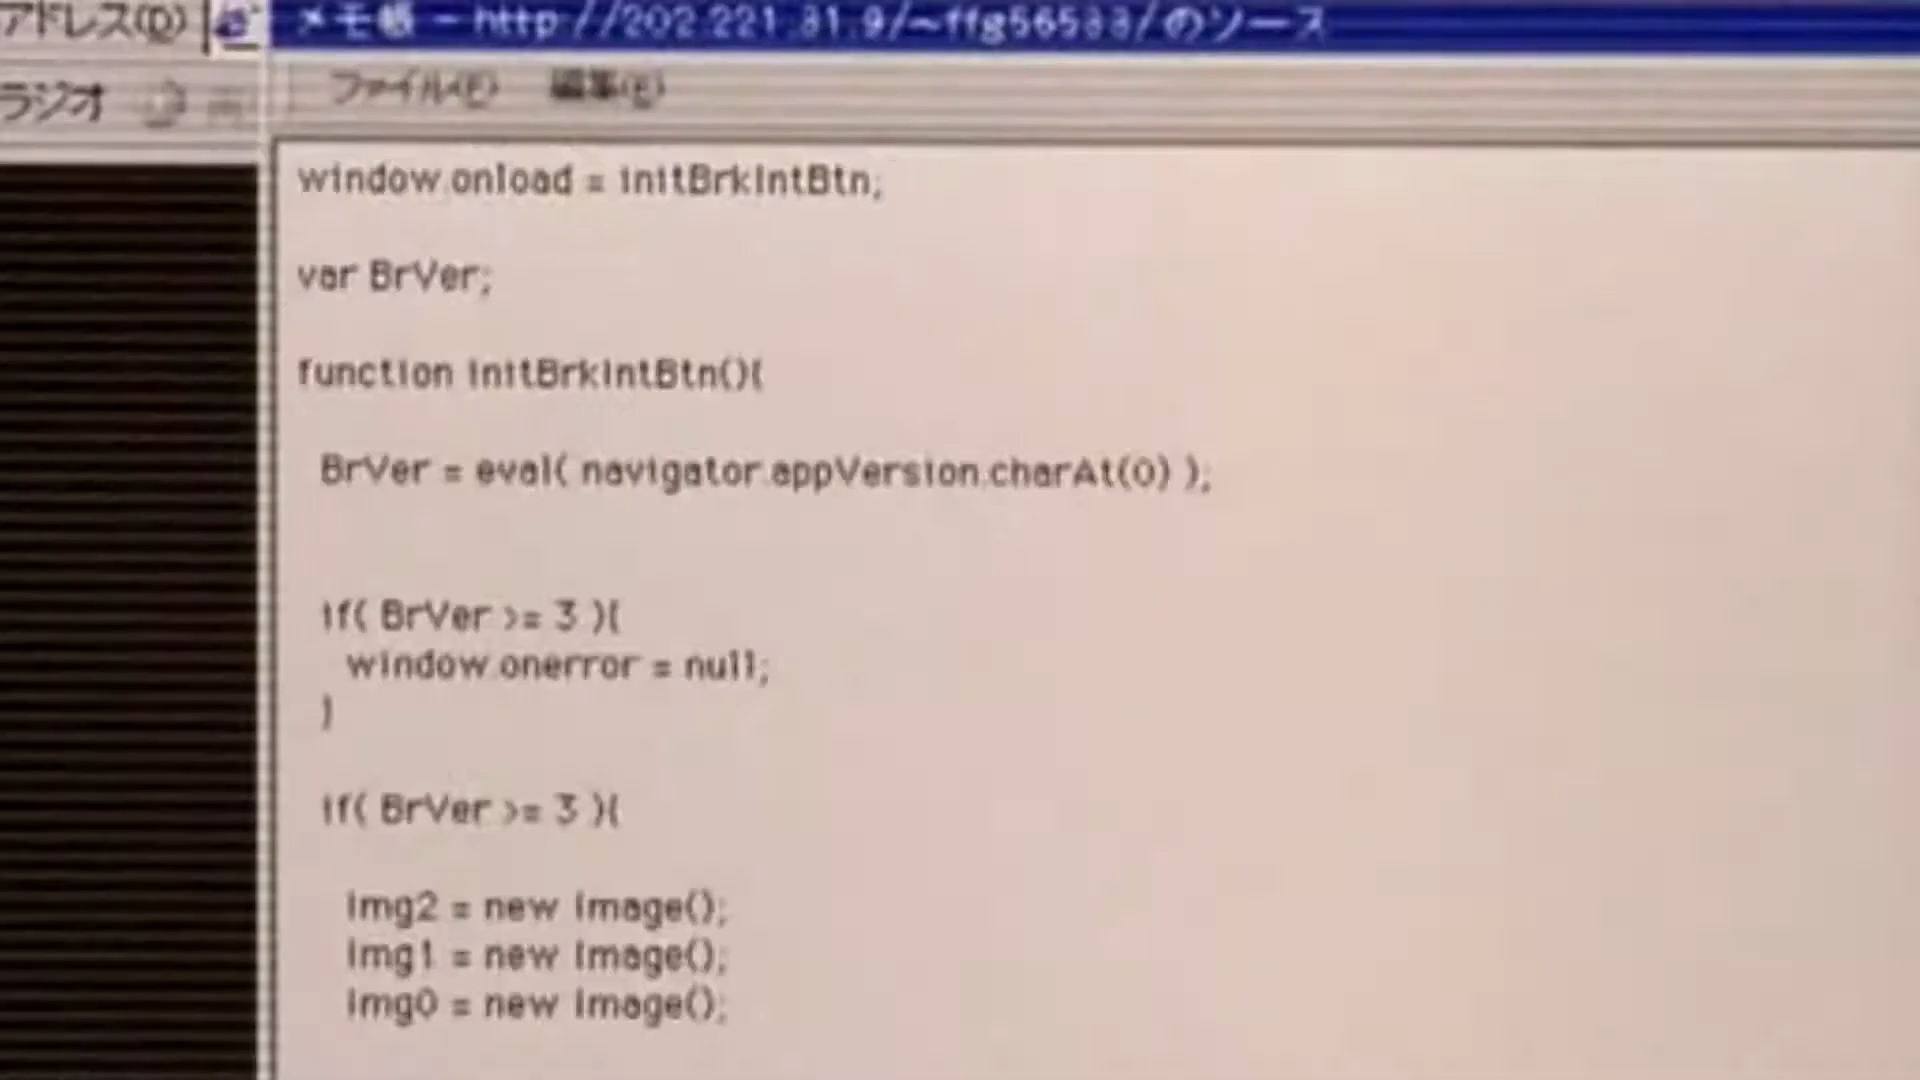 アドレス(D)
メモ帳 - http://202.221.31.9/~ffg56533/のソース
ラジオ
ファイル(F) 編集(E)
window.onload = initBrkIntBtn;
var BrVer;
function initBrkIntBtn(){
BrVer = eval( navigator.appVersion.charAt(0) );
if( BrVer >= 3 ){
window.onerror = null;
}
if( BrVer >= 3 ){
Img2 = new Image();
Img1 = new Image();
Img0 = new Image();